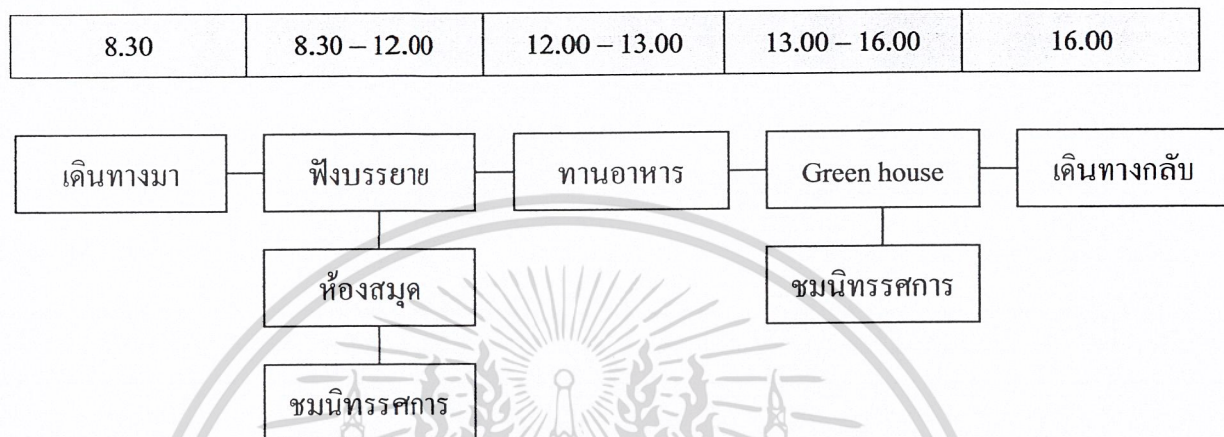 8.30 8.30 – 12.00 12.00 – 13.00 13.00 – 16.00 16.00
เดินทางมา ฟังบรรยาย ทานอาหาร Green house เดินทางกลับ
ห้องสมุด ชมนิทรรศการ
ชมนิทรรศการ